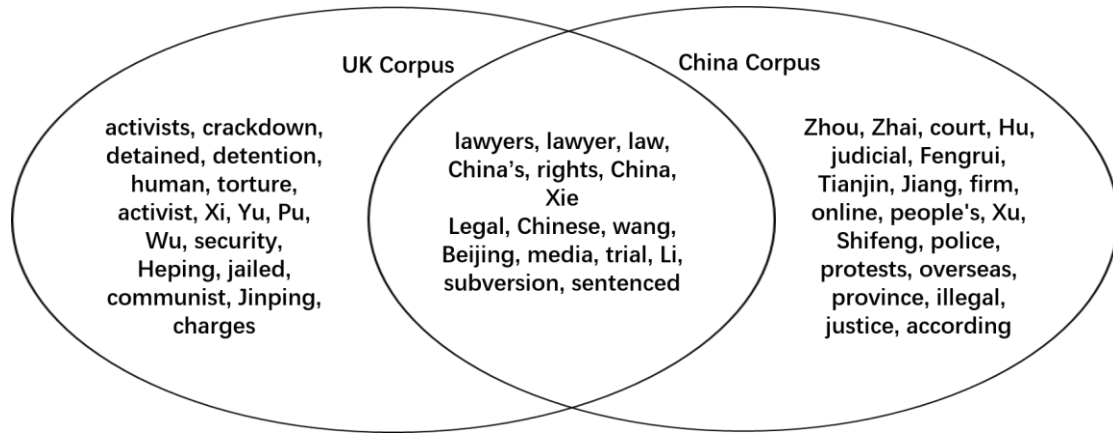 UK Corpus
activists, crackdown,
detained, detention,
human, torture,
activist, Xi, Yu, Pu,
Wu, security,
Heping, jailed,
communist, Jinping,
charges
lawyers, lawyer, law,
China’s, rights, China,
Xie
Legal, Chinese, wang,
Beijing, media, trial, Li,
subversion, sentenced
China Corpus
Zhou, Zhai, court, Hu,
judicial, Fengrui,
Tianjin, Jiang, firm,
online, people's, Xu,
Shifeng, police,
protests, overseas,
province, illegal,
justice, according